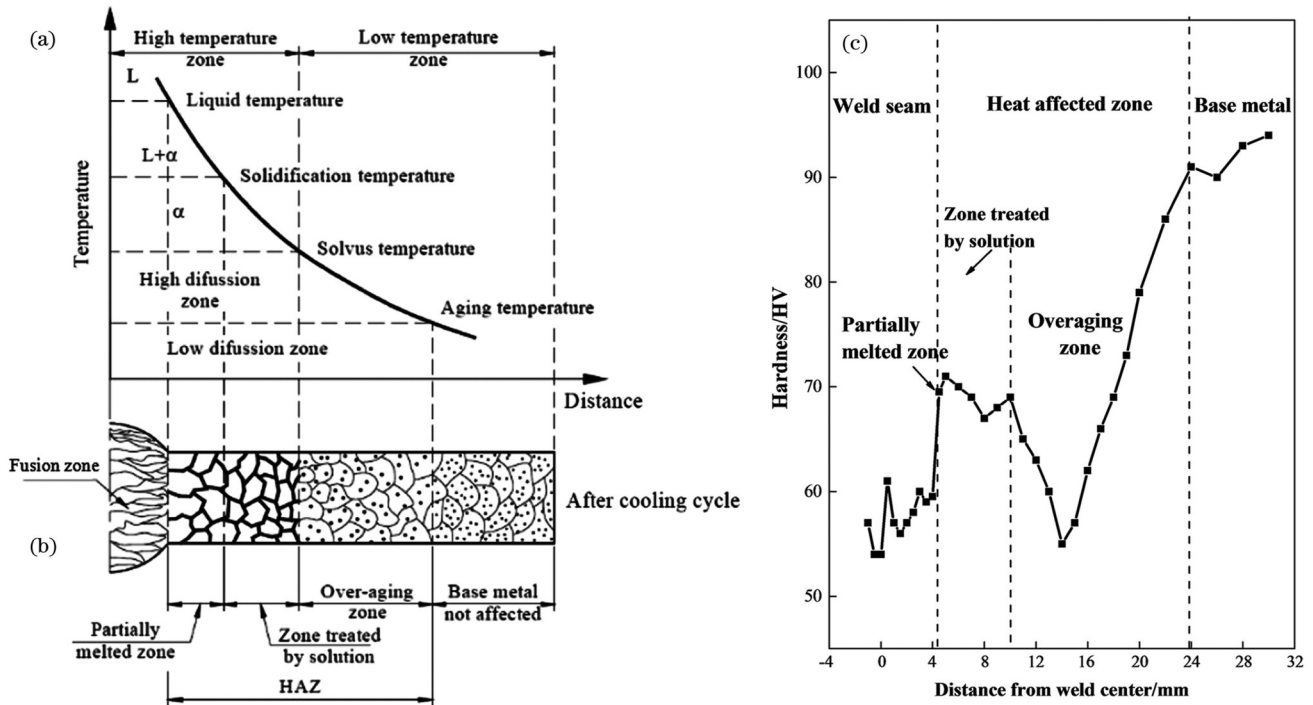 (a)
High temperature
zone
Low temperature
zone
L
Liquid temperature
L+α
Solidification temperature
α
Solvus temperature
High difussion
zone
Aging temperature
Low difussion zone
Temperature
Distance
Fusion zone
After cooling cycle
(b)
Partially
melted zone
Zone treated
by solution
Over-aging
zone
Base metal
not affected
HAZ
(c)
100
90
80
70
60
50
Hardness/HV
Weld seam
Heat affected zone
Base metal
Zone treated
by solution
Partially
melted zone
Overaging
zone
-4 0 4 8 12 16 20 24 28 32
Distance from weld center/mm